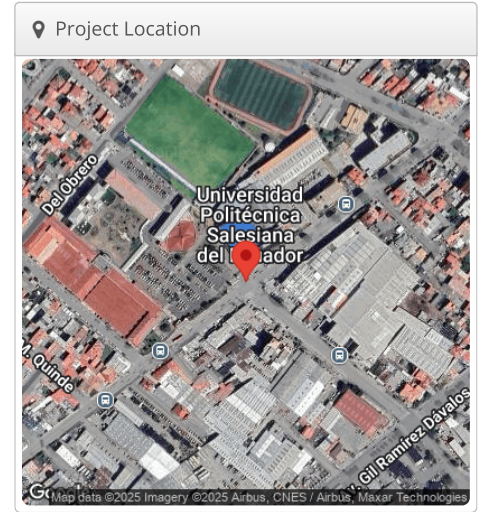 Project Location
Del Obrero
Universidad
Politécnica
Salesiana
del
M. Quinde
Gil Ramírez Dávalos
Map data ©2025 Imagery ©2025 Airbus, CNES / Airbus, Maxar Technologies